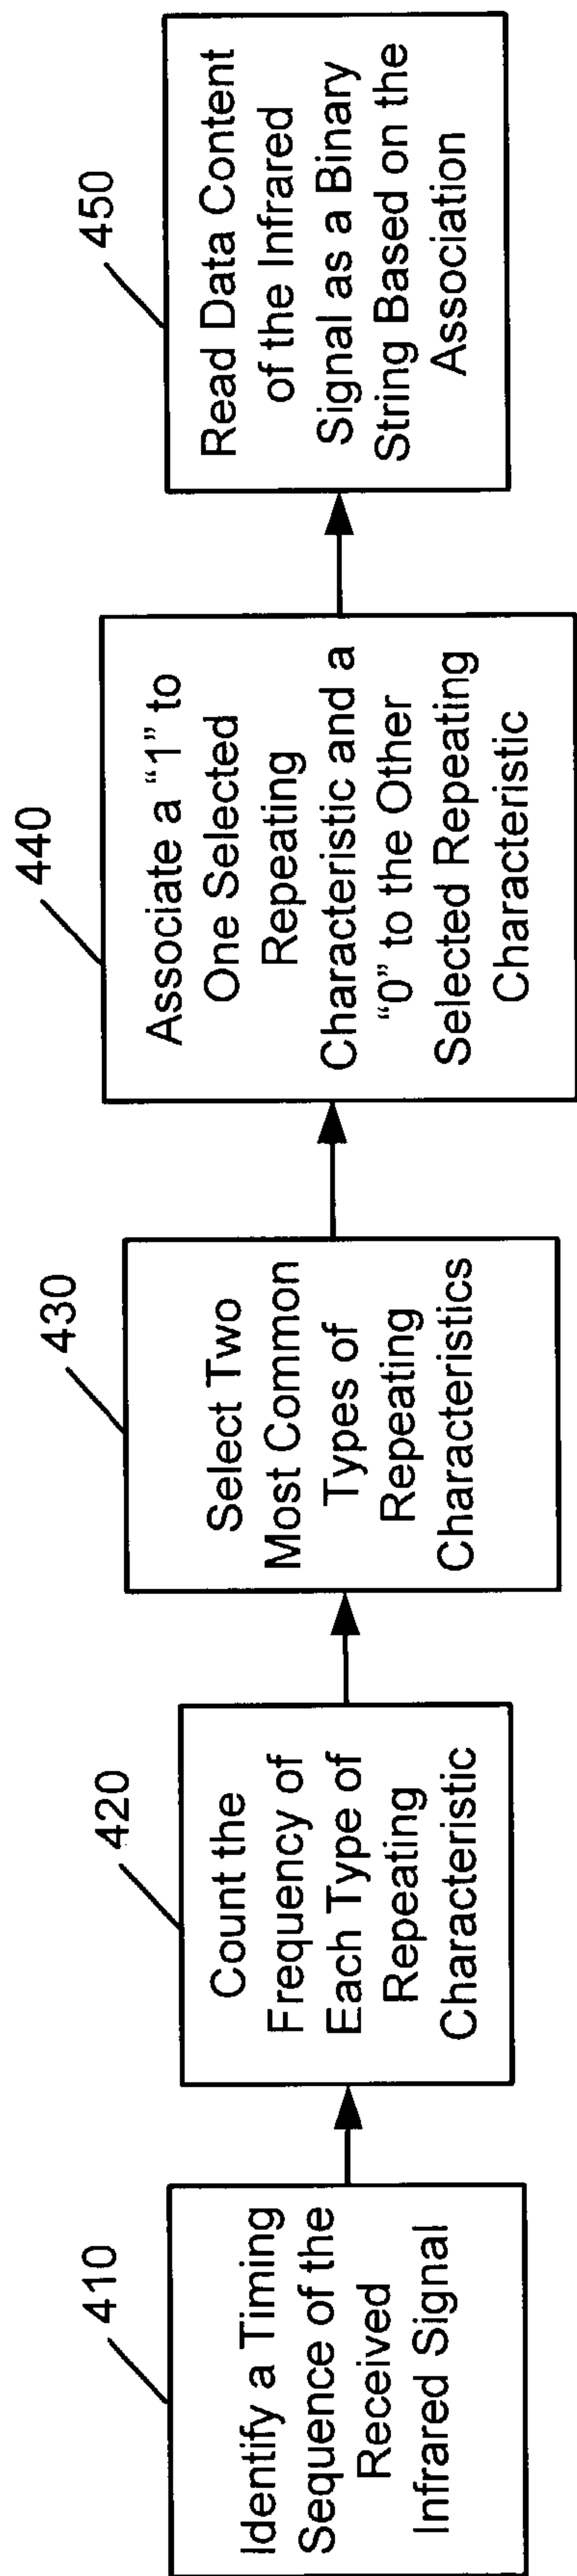 410
Identify a Timing
Sequence of the
Received
Infrared Signal
420
Count the
Frequency of
Each Type of
Repeating
Characteristic
430
Select Two
Most Common
Types of
Repeating
Characteristics
440
Associate a “1” to
One Selected
Repeating
Characteristic and a
“0” to the Other
Selected Repeating
Characteristic
450
Read Data Content
of the Infrared
Signal as a Binary
String Based on the
Association